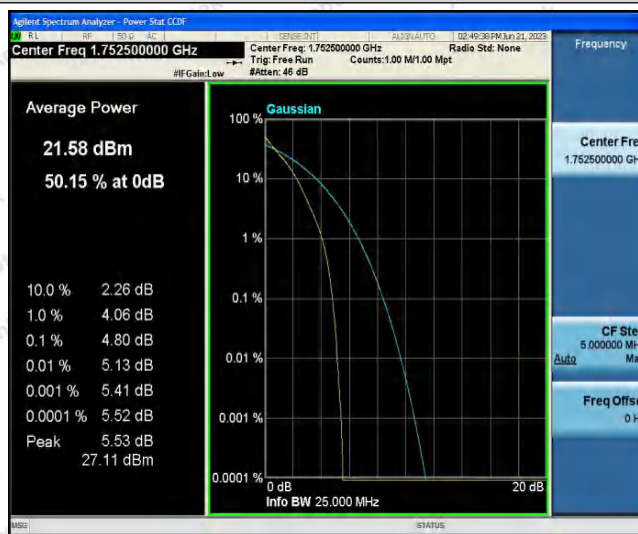 Agilent Spectrum Analyzer - Power Stat CCDF
RL RF 50 Ω AC SENSE:INT ALIGNAUTO 02:49:38 PM Jun 21, 2023
Center Freq 1.752500000 GHz
Center Freq: 1.752500000 GHz Radio Std: None
Trig: Free Run Counts:1.00 M/1.00 Mpt
#IFGain:Low #Atten: 46 dB
Frequency
Average Power
21.58 dBm
50.15 % at 0dB
10.0 % 2.26 dB
1.0 % 4.06 dB
0.1 % 4.80 dB
0.01 % 5.13 dB
0.001 % 5.41 dB
0.0001 % 5.52 dB
Peak 5.53 dB
27.11 dBm
Gaussian
100 %
10 %
1 %
0.1 %
0.01 %
0.001 %
0.0001 %
0 dB 20 dB
Info BW 25.000 MHz
Center Fre
1.752500000 GH
CF Ste
5.000000 MH
Auto Ma
Freq Offse
0 H
MSG STATUS